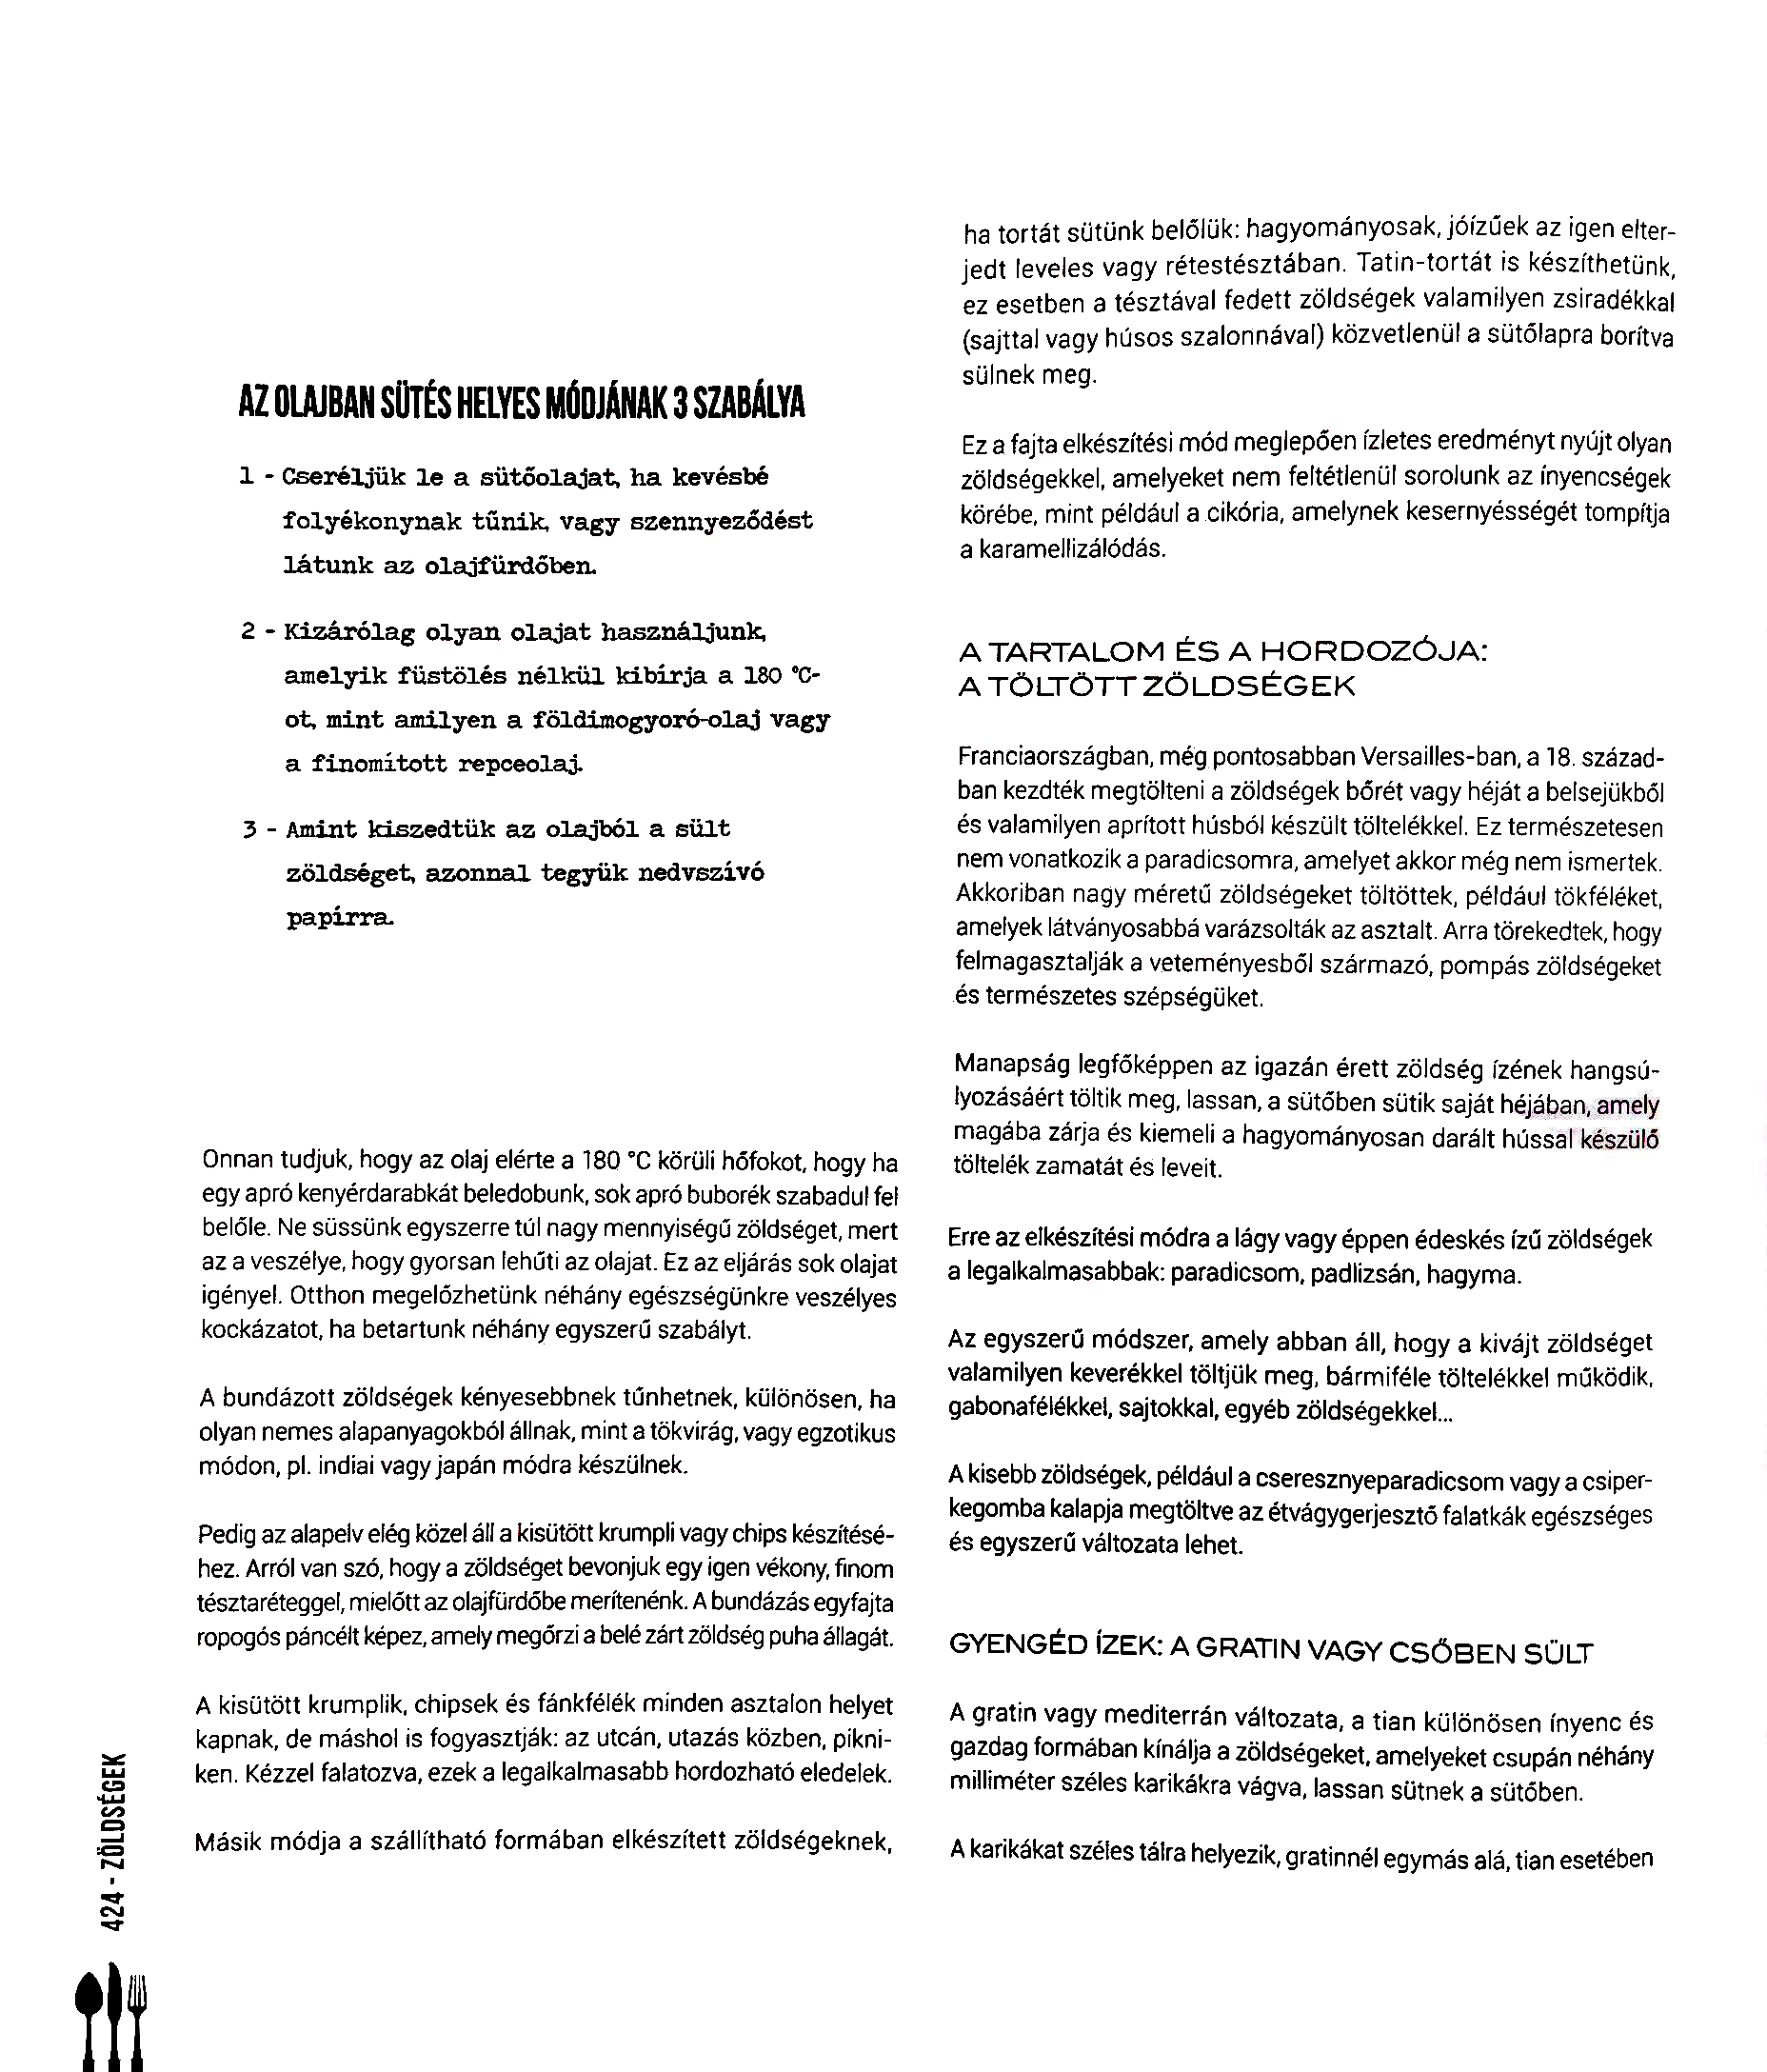 AZ OLAJBAN SÜTÉS HELYES MÓDJÁNAK 3 SZABÁLYA
1 - Cseréljük le a sütőolajat, ha kevésbé
folyékonynak tűnik, vagy szennyeződést
látunk az olajfürdőben.
2 - Kizárólag olyan olajat használjunk,
amelyik füstölés nélkül kibírja a 180 °C-
ot, mint amilyen a földimogyoró-olaj vagy
a finomított repceolaj.
3 - Amint kiszedtük az olajból a sült
zöldséget, azonnal tegyük nedvszívó
papírra.
Onnan tudjuk, hogy az olaj elérte a 180 °C körüli hőfokot, hogy ha
egy apró kenyérdarabkát beledobunk, sok apró buborék szabadul fel
belőle. Ne süssünk egyszerre túl nagy mennyiségű zöldséget, mert
az a veszélye, hogy gyorsan lehűti az olajat. Ez az eljárás sok olajat
igényel. Otthon megelőzhetünk néhány egészségünkre veszélyes
kockázatot, ha betartunk néhány egyszerű szabályt.
A bundázott zöldségek kényesebbnek tűnhetnek, különösen, ha
olyan nemes alapanyagokból állnak, mint a tökvirág, vagy egzotikus
módon, pl. indiai vagy japán módra készülnek.
Pedig az alapelv elég közel áll a kisütött krumpli vagy chips készítésé-
hez. Arról van szó, hogy a zöldséget bevonjuk egy igen vékony, finom
tésztaréteggel, mielőtt az olajfürdőbe merítenénk. A bundázás egyfajta
ropogós páncélt képez, amely megőrzi a belé zárt zöldség puha állagát.
A kisütött krumplik, chipsek és fánkfélék minden asztalon helyet
kapnak, de máshol is fogyasztják: az utcán, utazás közben, pikni-
ken. Kézzel falatozva, ezek a legalkalmasabb hordozható eledelek.
Másik módja a szállítható formában elkészített zöldségeknek,
ha tortát sütünk belőlük: hagyományosak, jóízűek az igen elter-
jedt leveles vagy rétestésztában. Tatin-tortát is készíthetünk,
ez esetben a tésztával fedett zöldségek valamilyen zsiradékkal
(sajttal vagy húsos szalonnával) közvetlenül a sütőlapra borítva
sülnek meg.
Ez a fajta elkészítési mód meglepően ízletes eredményt nyújt olyan
zöldségekkel, amelyeket nem feltétlenül sorolunk az ínyencségek
körébe, mint például a cikória, amelynek kesernyésségét tompítja
a karamellizálódás.
A TARTALOM ÉS A HORDOZÓJA:
A TÖLTÖTT ZÖLDSÉGEK
Franciaországban, még pontosabban Versailles-ban, a 18. század-
ban kezdték megtölteni a zöldségek bőrét vagy héját a belsejükből
és valamilyen aprított húsból készült töltelékkel. Ez természetesen
nem vonatkozik a paradicsomra, amelyet akkor még nem ismertek.
Akkoriban nagy méretű zöldségeket töltöttek, például tökféléket,
amelyek látványosabbá varázsolták az asztalt. Arra törekedtek, hogy
felmagasztalják a veteményesből származó, pompás zöldségeket
és természetes szépségüket.
Manapság legfőképpen az igazán érett zöldség ízének hangsú-
lyozásáért töltik meg, lassan, a sütőben sütik saját héjában, amely
magába zárja és kiemeli a hagyományosan darált hússal készülő
töltelék zamatát és leveit.
Erre az elkészítési módra a lágy vagy éppen édeskés ízű zöldségek
a legalkalmasabbak: paradicsom, padlizsán, hagyma.
Az egyszerű módszer, amely abban áll, hogy a kivájt zöldséget
valamilyen keverékkel töltjük meg, bármiféle töltelékkel működik,
gabonafélékkel, sajtokkal, egyéb zöldségekkel...
A kisebb zöldségek, például a cseresznyeparadicsom vagy a csiper-
kegomba kalapja megtöltve az étvágygerjesztő falatkák egészséges
és egyszerű változata lehet.
GYENGÉD ÍZEK: A GRATIN VAGY CSŐBEN SÜLT
A gratin vagy mediterrán változata, a tian különösen ínyenc és
gazdag formában kínálja a zöldségeket, amelyeket csupán néhány
milliméter széles karikákra vágva, lassan sütnek a sütőben.
A karikákat széles tálra helyezik, gratinnél egymás alá, tian esetében
424 - ZÖLDSÉGEK